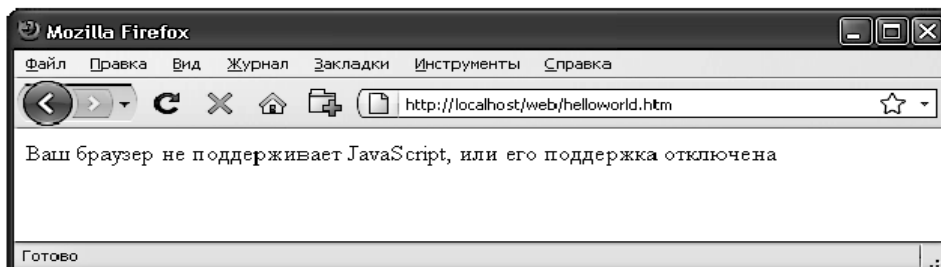 Mozilla Firefox
Файл Правка Вид Журнал Закладки Инструменты Справка
http://localhost/web/helloworld.htm
Ваш браузер не поддерживает JavaScript, или его поддержка отключена
Готово